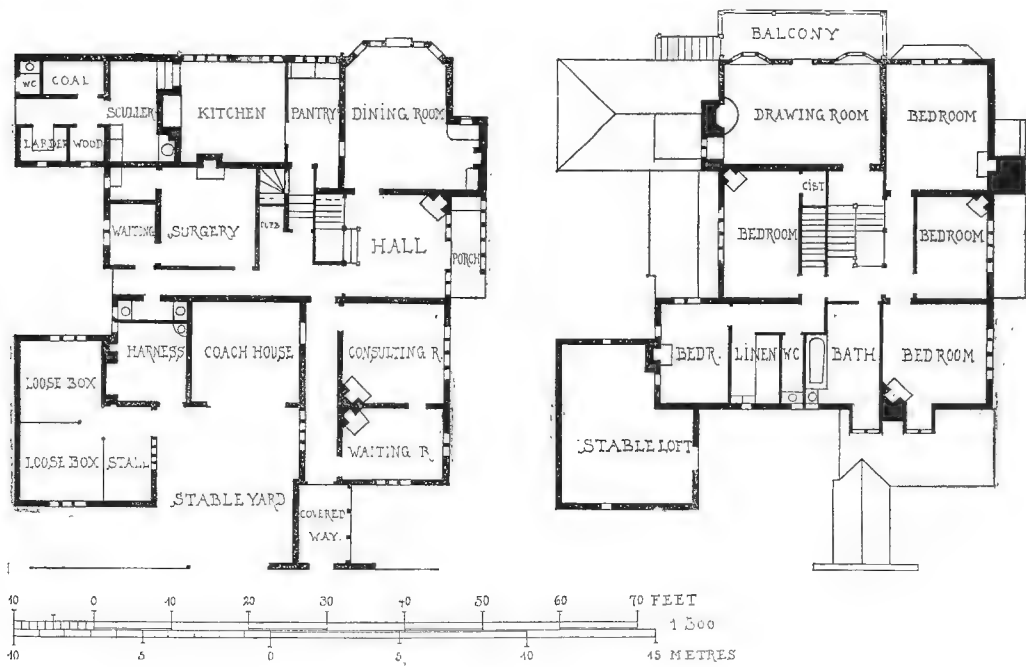 WC
COAL
SCULLERY
KITCHEN
PANTRY
DINING ROOM
LARDER
WOOD
WAITING
SURGERY
CUPB
HALL
PORCH
HARNESS
COACH HOUSE
CONSULTING R.
LOOSE BOX
LOOSE BOX
STALL
WAITING R.
STABLE YARD
COVERED
WAY.
BALCONY
DRAWING ROOM
BEDROOM
CIST
BEDROOM
BEDROOM
BEDR.
LINEN
WC
BATH
BEDROOM
STABLE LOFT
10 0 10 20 30 40 50 60 70 FEET
1 300
10 5 0 5 10 15 METRES